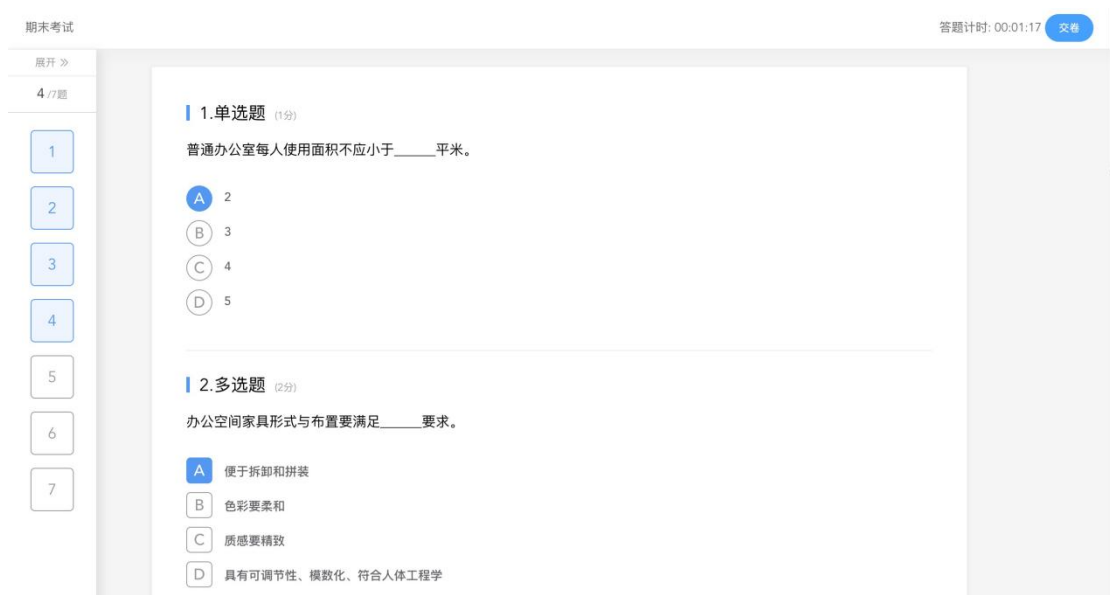 期末考试
答题计时: 00:01:17 交卷
展开 »
4 /7题
1
2
3
4
5
6
7
1.单选题 (1分)
普通办公室每人使用面积不应小于______平米。
A 2
B 3
C 4
D 5
2.多选题 (2分)
办公空间家具形式与布置要满足______要求。
A 便于拆卸和拼装
B 色彩要柔和
C 质感要精致
D 具有可调节性、模数化、符合人体工程学